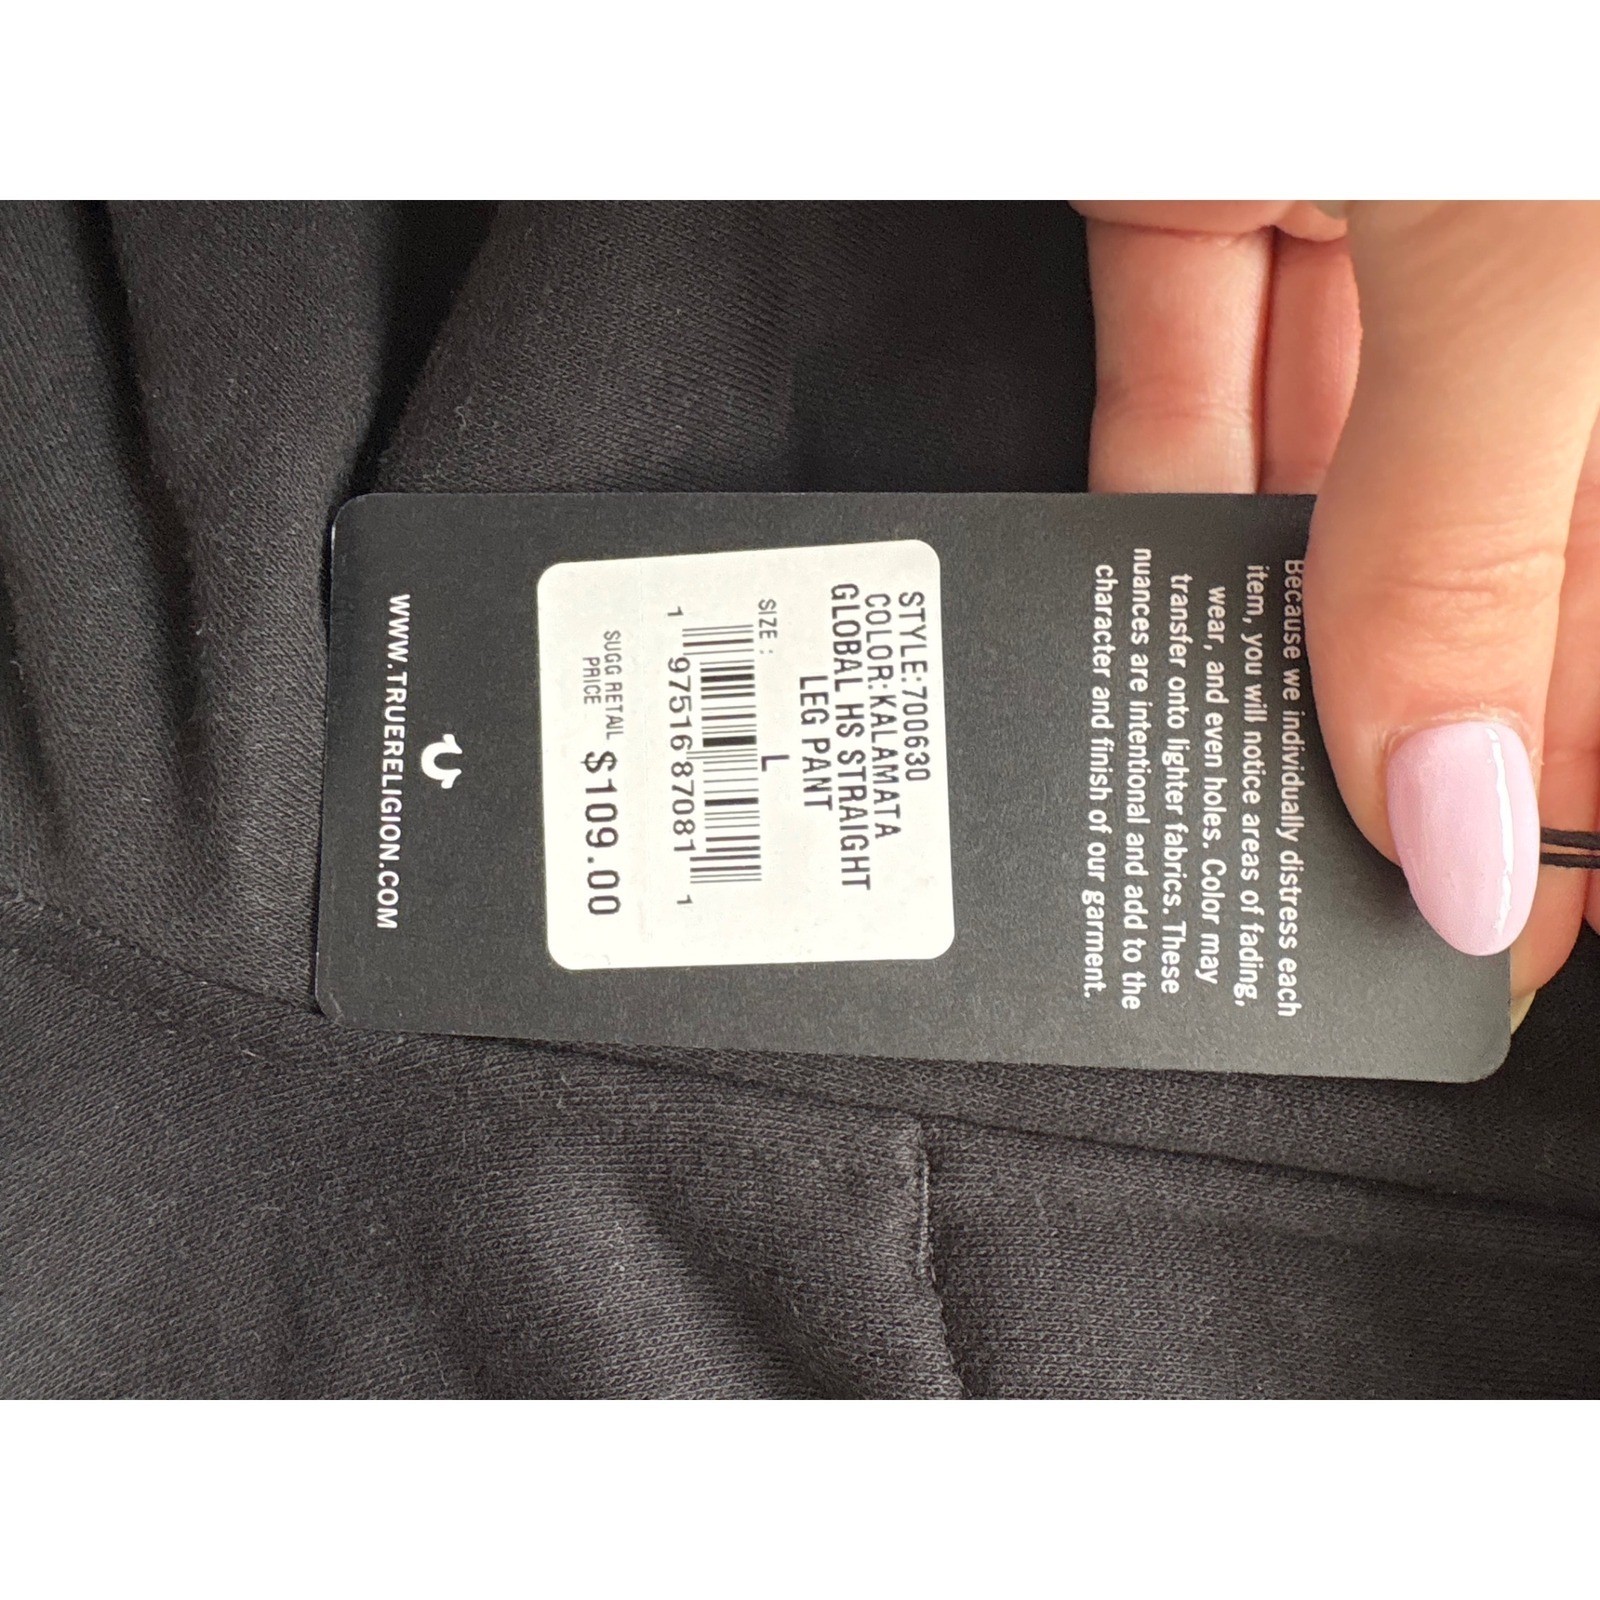 Because we individually distress each
item, you will notice areas of fading,
wear, and even holes. Color may
transfer onto lighter fabrics. These
nuances are intentional and add to the
character and finish of our garment.
STYLE:700630
COLOR:KALAMATA
GLOBAL HS STRAIGHT
LEG PANT
SIZE : L
1 97516 87081 1
SUGG RETAIL
PRICE $109.00
WWW.TRUERELIGION.COM